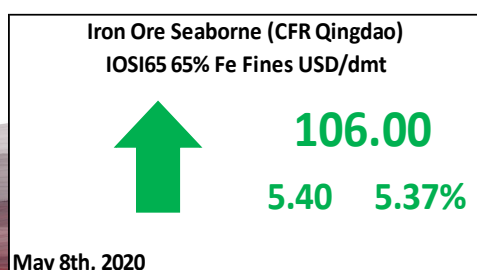 Iron Ore Seaborne (CFR Qingdao)
IOSI65 65% Fe Fines USD/dmt
106.00
5.40 5.37%
May 8th, 2020